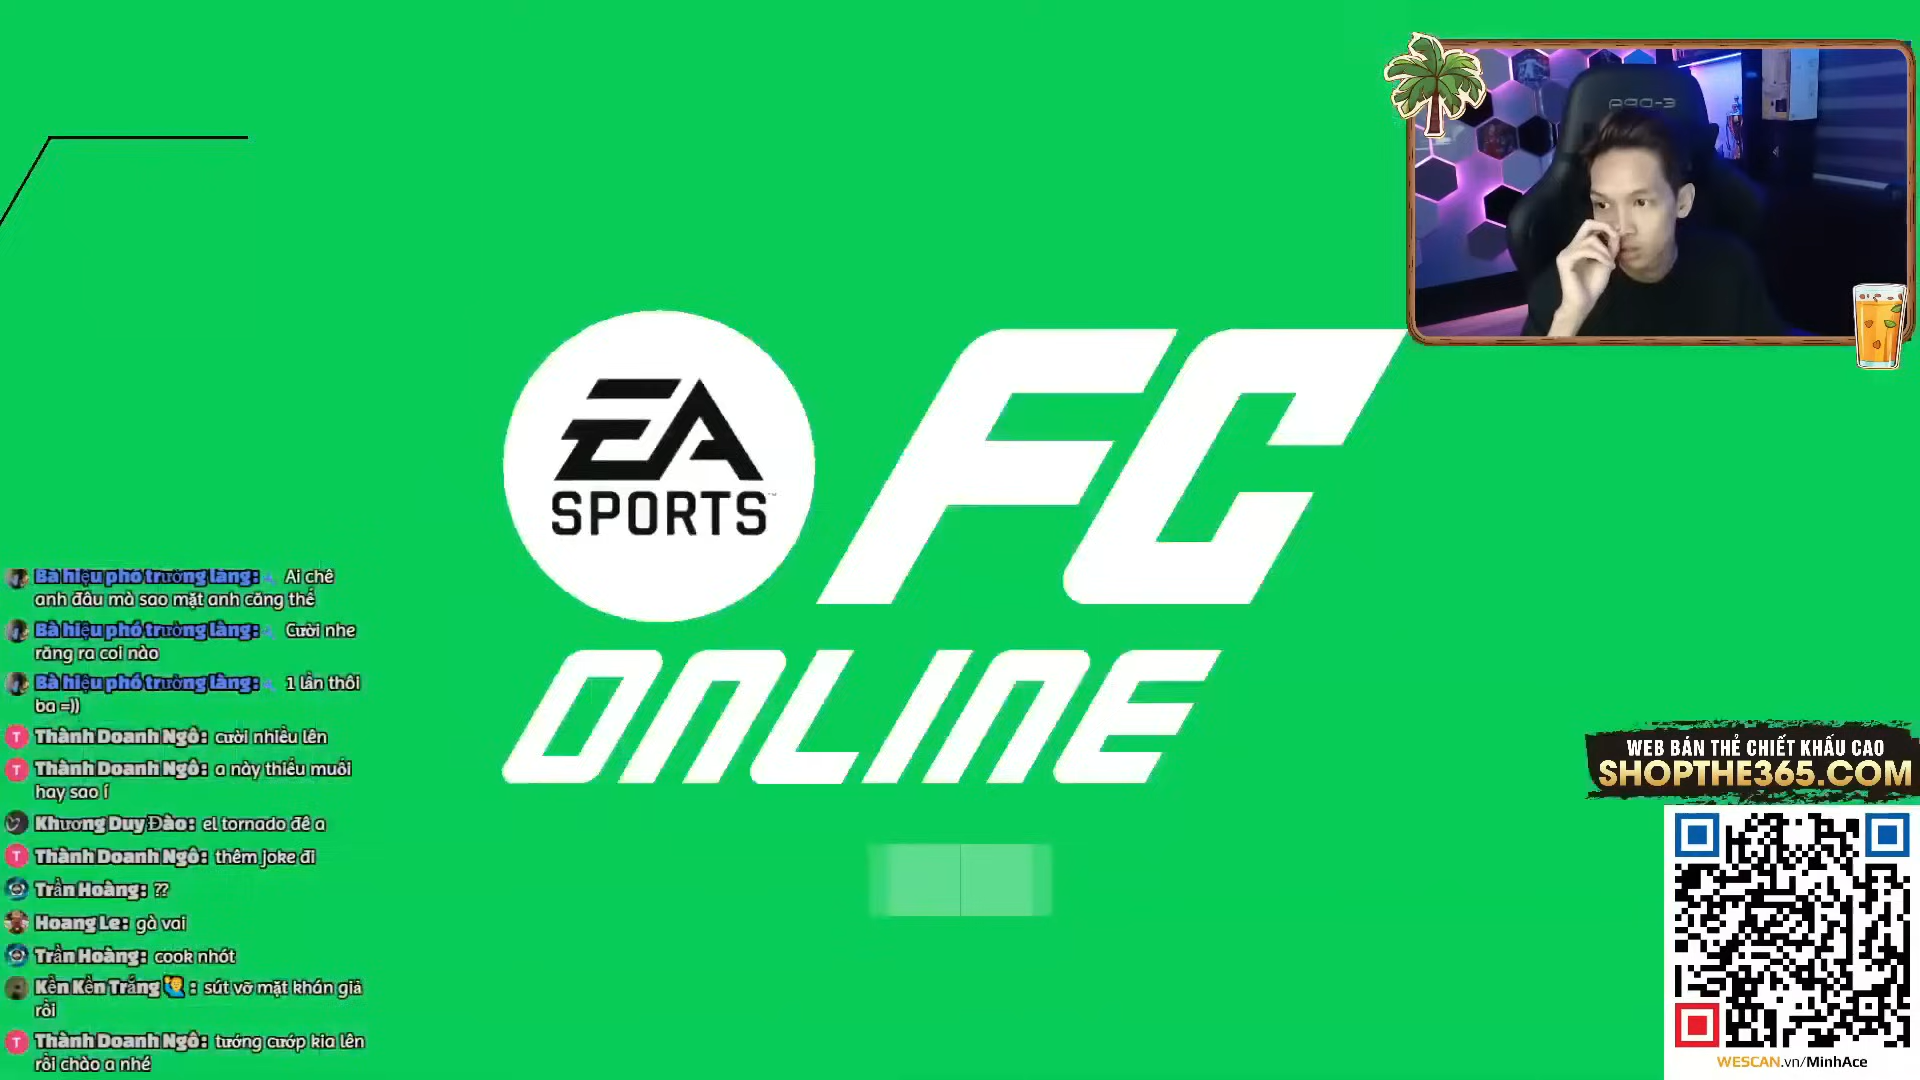 EA
SPORTS™
FC
ONLINE
Bà hiệu phó trưởng làng: Ai chê
anh đâu mà sao mặt anh căng thế
Bà hiệu phó trưởng làng: Cười nhe
răng ra coi nào
Bà hiệu phó trưởng làng: 1 lần thôi
ba =))
T Thành Doanh Ngô: cười nhiều lên
T Thành Doanh Ngô: a này thiếu muối
hay sao í
Khương Duy Đào: el tornado đê a
T Thành Doanh Ngô: thêm joke đi
Trần Hoàng: ??
Hoang Le: gà vai
Trần Hoàng: cook nhót
Kền Kền Trắng 🙋: sút vỡ mặt khán giả
rồi
T Thành Doanh Ngô: tướng cướp kia lên
rồi chào a nhé
WEB BÁN THẺ CHIẾT KHẤU CAO
SHOPTHE365.COM
WESCAN.vn/MinhAce